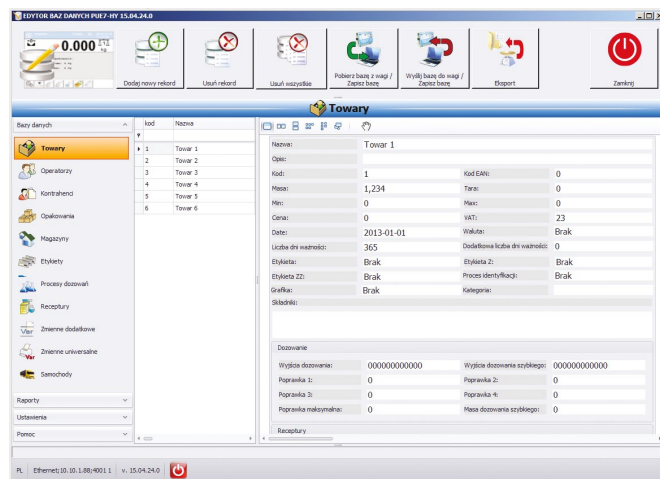 EDYTOR BAZ DANYCH PUE7-HY 15.04.24.0
0.000 kg
Dodaj nowy rekord
Usuń rekord
Usuń wszystkie
Pobierz bazę z wagi / Zapisz bazę
Wyślij bazę do wagi / Zapisz bazę
Eksport
Zamknij
Towary
Bazy danych
Towary
Operatorzy
Kontrahenci
Opakowania
Magazyny
Etykiety
Procesy dozowań
Receptury
Zmienne dodatkowe
Zmienne uniwersalne
Samochody
Raporty
Ustawienia
Pomoc
kod Nazwa
1 Towar 1
2 Towar 2
3 Towar 3
4 Towar 4
5 Towar 5
6 Towar 6
Nazwa: Towar 1
Opis:
Kod: 1 Kod EAN: 0
Masa: 1,234 Tara: 0
Min: 0 Max: 0
Cena: 0 VAT: 23
Date: 2013-01-01 Waluta: Brak
Liczba dni ważności: 365 Dodatkowa liczba dni ważności: 0
Etykieta: Brak Etykieta Z: Brak
Etykieta ZZ: Brak Proces identyfikacji: Brak
Grafika: Brak Kategoria:
Składniki:
Dozowanie
Wyjścia dozowania: 000000000000 Wyjścia dozowania szybkiego: 000000000000
Poprawka 1: 0 Poprawka 2: 0
Poprawka 3: 0 Poprawka 4: 0
Poprawka maksymalna: 0 Masa dozowania szybkiego: 0
Receptury
PL Ethernet;10.10.1.88;4001 1 v. 15.04.24.0